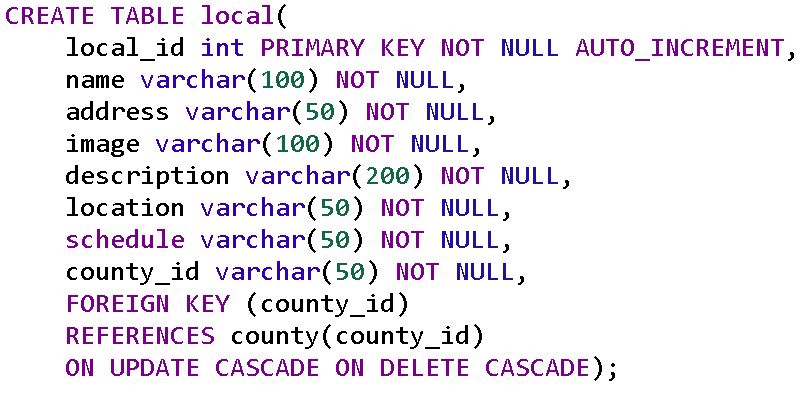 CREATE TABLE local(
local_id int PRIMARY KEY NOT NULL AUTO_INCREMENT,
name varchar(100) NOT NULL,
address varchar(50) NOT NULL,
image varchar(100) NOT NULL,
description varchar(200) NOT NULL,
location varchar(50) NOT NULL,
schedule varchar(50) NOT NULL,
county_id varchar(50) NOT NULL,
FOREIGN KEY (county_id)
REFERENCES county(county_id)
ON UPDATE CASCADE ON DELETE CASCADE);